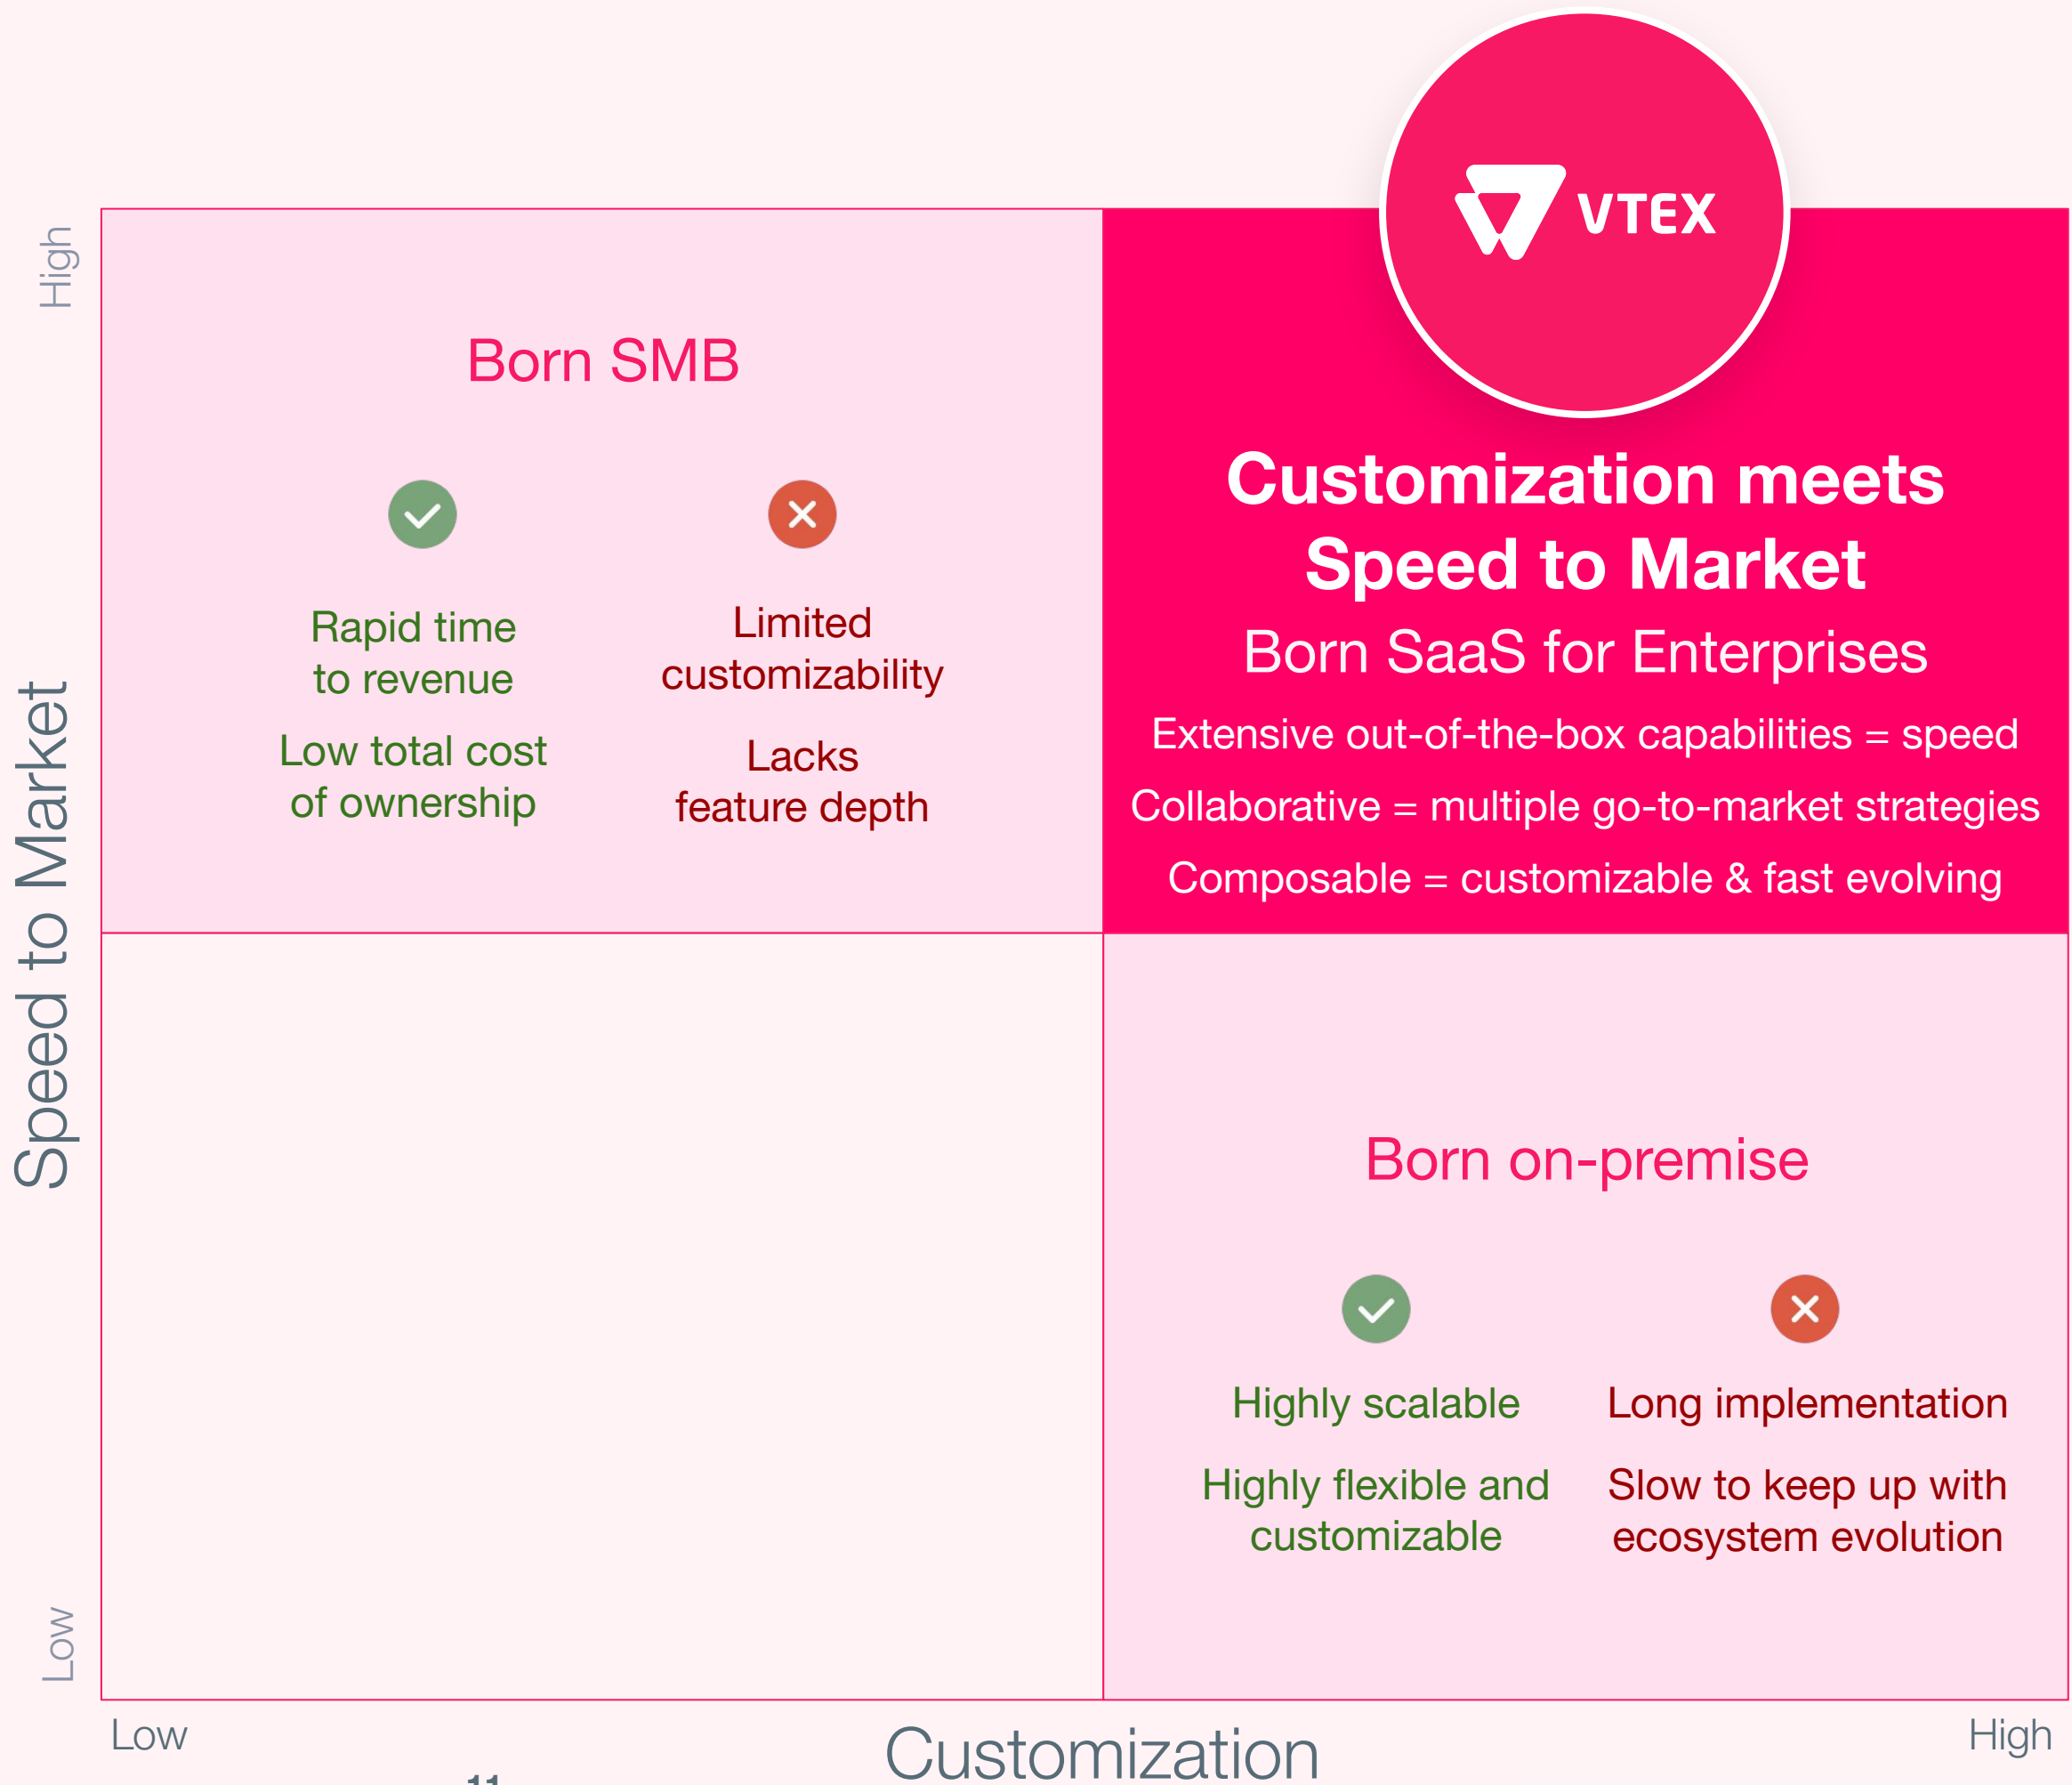 VTEX
High
Born SMB
Rapid time
to revenue
Low total cost
of ownership
Limited
customizability
Lacks
feature depth
Customization meets
Speed to Market
Born SaaS for Enterprises
Extensive out-of-the-box capabilities = speed
Collaborative = multiple go-to-market strategies
Composable = customizable & fast evolving
Speed to Market
Born on-premise
Highly scalable
Highly flexible and
customizable
Long implementation
Slow to keep up with
ecosystem evolution
Low
Low
Customization
High